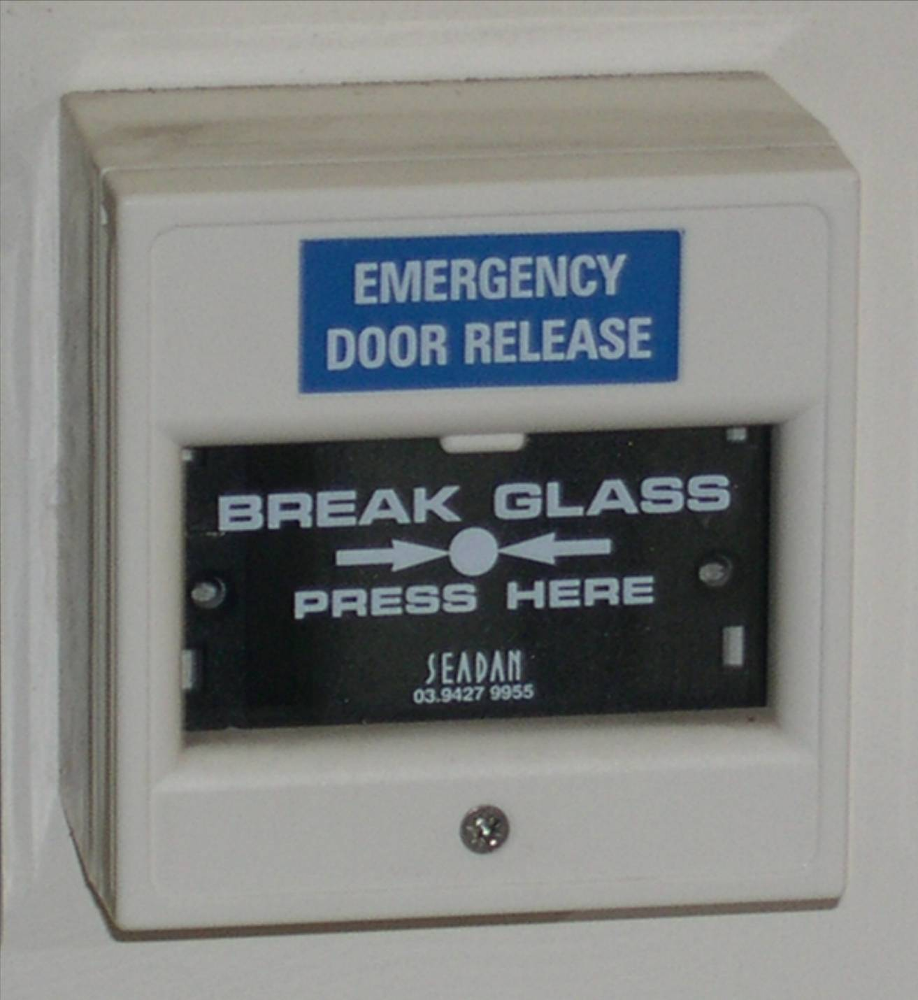 EMERGENCY
DOOR RELEASE
BREAK GLASS
PRESS HERE
SEADAN
03.9427 9955